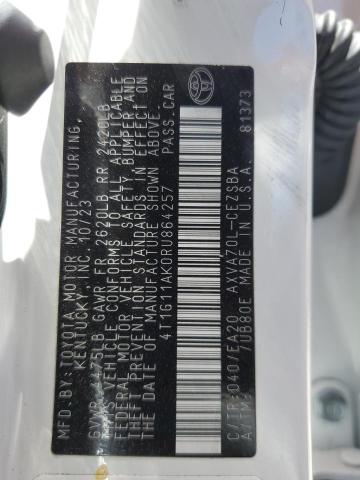 MFD. BY: TOYOTA MOTOR MANUFACTURING,
KENTUCKY, INC. 10/23
GVWR 4475LB GAWR FR 2620LB RR 2420LB
THIS VEHICLE CONFORMS TO ALL APPLICABLE
FEDERAL MOTOR VEHICLE SAFETY, BUMPER, AND
THEFT PREVENTION STANDARDS IN EFFECT ON
THE DATE OF MANUFACTURE SHOWN ABOVE.
4T1G11AK0RU864257 PASS.CAR
C/TR:040/EA20 AXVA70L-CEZSBA
A/TM: /UB80E MADE IN U.S.A. 81373